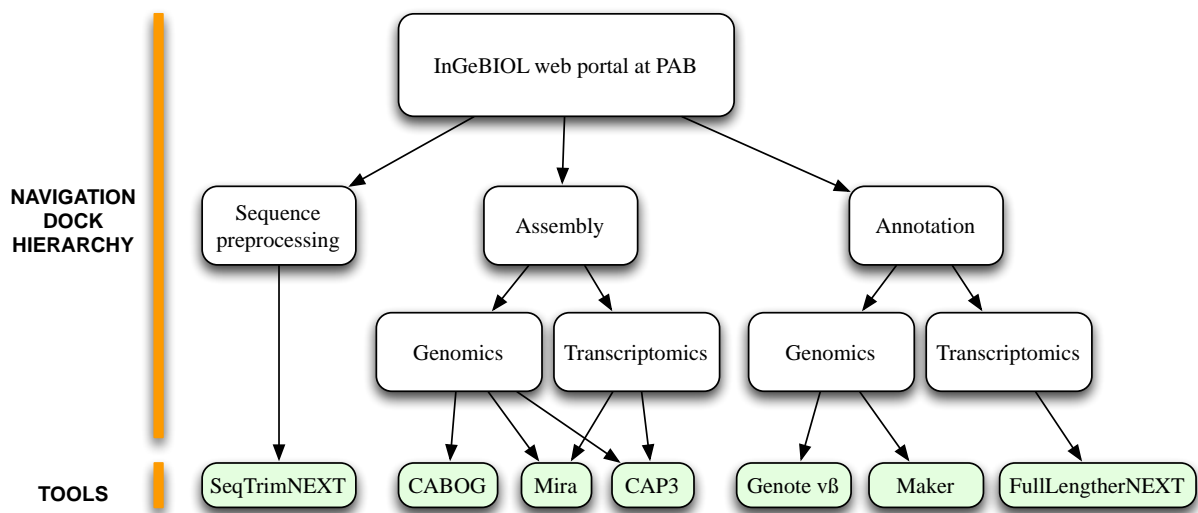 InGeBIOL web portal at PAB
NAVIGATION
DOCK
HIERARCHY
Sequence
preprocessing
Assembly
Annotation
Genomics
Transcriptomics
Genomics
Transcriptomics
TOOLS
SeqTrimNEXT
CABOG
Mira
CAP3
Genote vß
Maker
FullLengtherNEXT